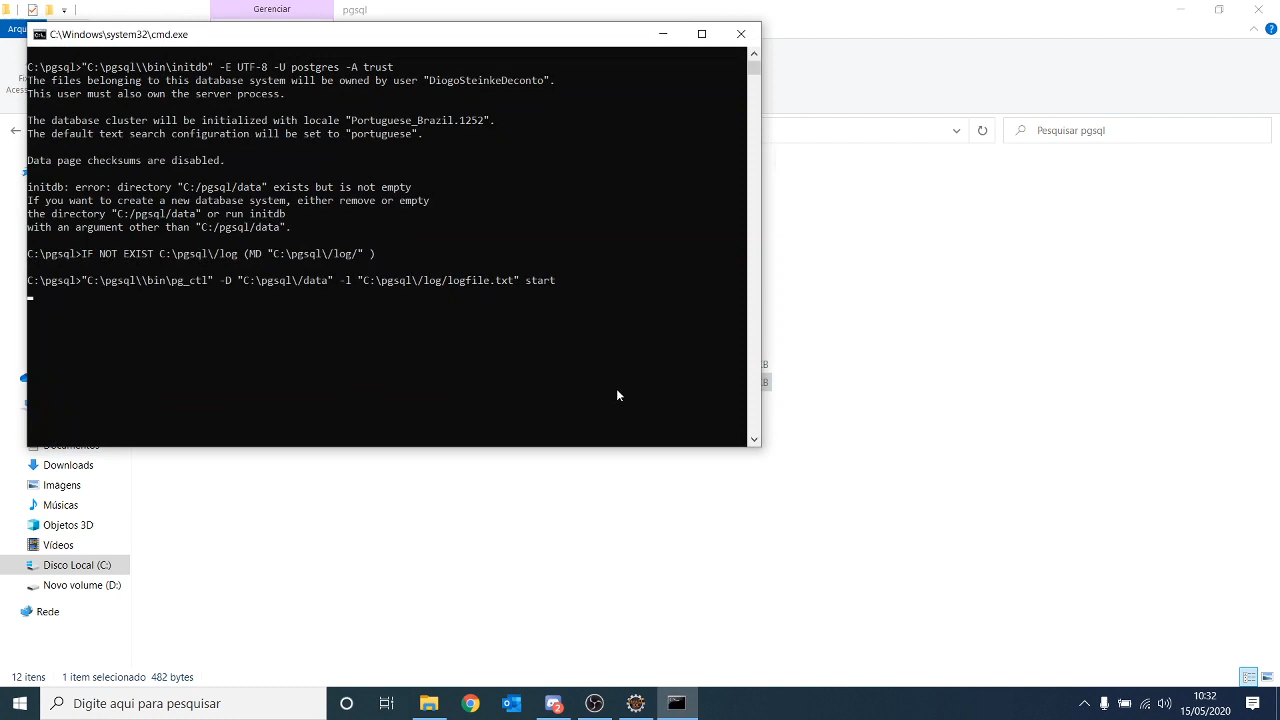 Gerenciar
pgsql
Arqu
C:\Windows\system32\cmd.exe
C:\pgsql>"C:\pgsql\\bin\initdb" -E UTF-8 -U postgres -A trust
The files belonging to this database system will be owned by user "DiogoSteinkeDeconto".
This user must also own the server process.
The database cluster will be initialized with locale "Portuguese_Brazil.1252".
The default text search configuration will be set to "portuguese".
Data page checksums are disabled.
initdb: error: directory "C:/pgsql/data" exists but is not empty
If you want to create a new database system, either remove or empty
the directory "C:/pgsql/data" or run initdb
with an argument other than "C:/pgsql/data".
C:\pgsql>IF NOT EXIST C:\pgsql\/log (MD "C:\pgsql\/log/" )
C:\pgsql>"C:\pgsql\\bin\pg_ctl" -D "C:\pgsql\/data" -l "C:\pgsql\/log/logfile.txt" start
Fix
Acess
Pesquisar pgsql
KB
KB
Documentos
Downloads
Imagens
Músicas
Objetos 3D
Vídeos
Disco Local (C:)
Novo volume (D:)
Rede
12 itens 1 item selecionado 482 bytes
Digite aqui para pesquisar
2
10:32
15/05/2020